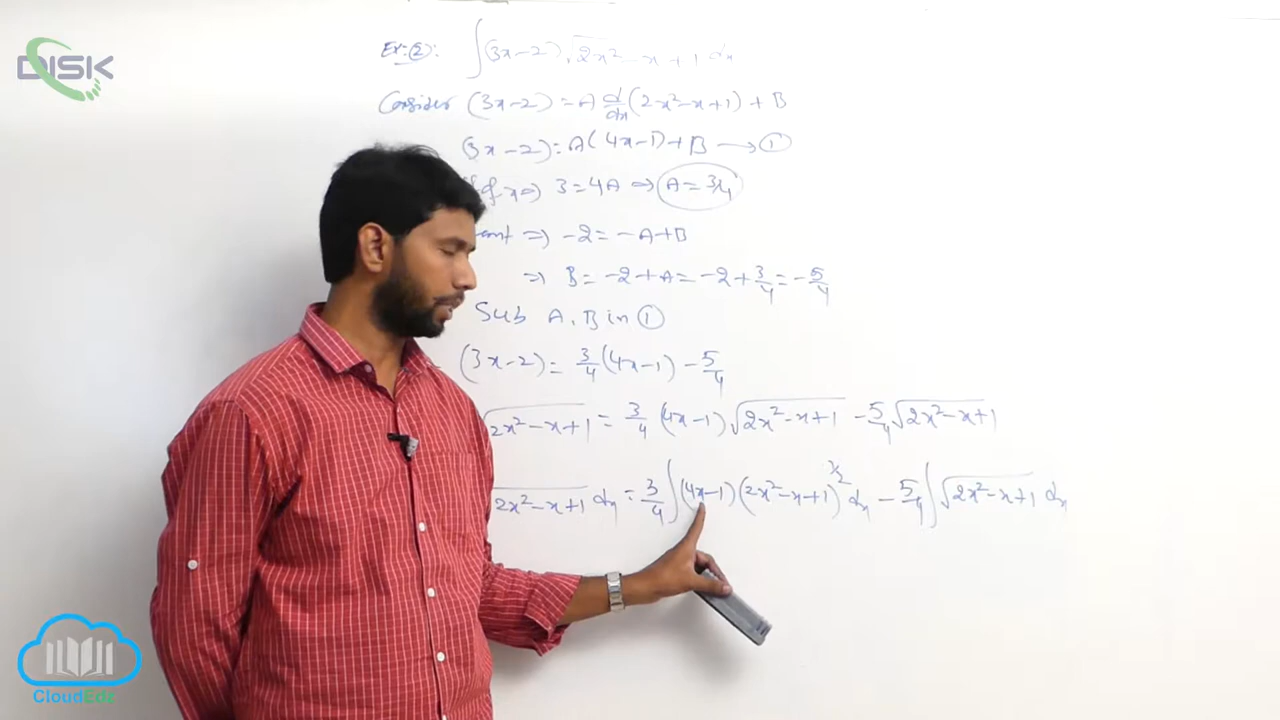 DISK
Ex:②: ∫(3x-2)√2x²-x+1 dx
Consider (3x-2) = A d/dx (2x²-x+1) + B
(3x-2) = A(4x-1)+B → ①
x ⇒ 3=4A ⇒ A=3/4
⇒ -2 = -A+B
⇒ B = -2+A = -2+3/4 = -5/4
Sub A, B in ①
(3x-2) = 3/4 (4x-1) - 5/4
√2x²-x+1 = 3/4 (4x-1)√2x²-x+1 - 5/4 √2x²-x+1
√2x²-x+1 dx = 3/4 ∫(4x-1)(2x²-x+1)^1/2 dx - 5/4 ∫√2x²-x+1 dx
CloudEdz